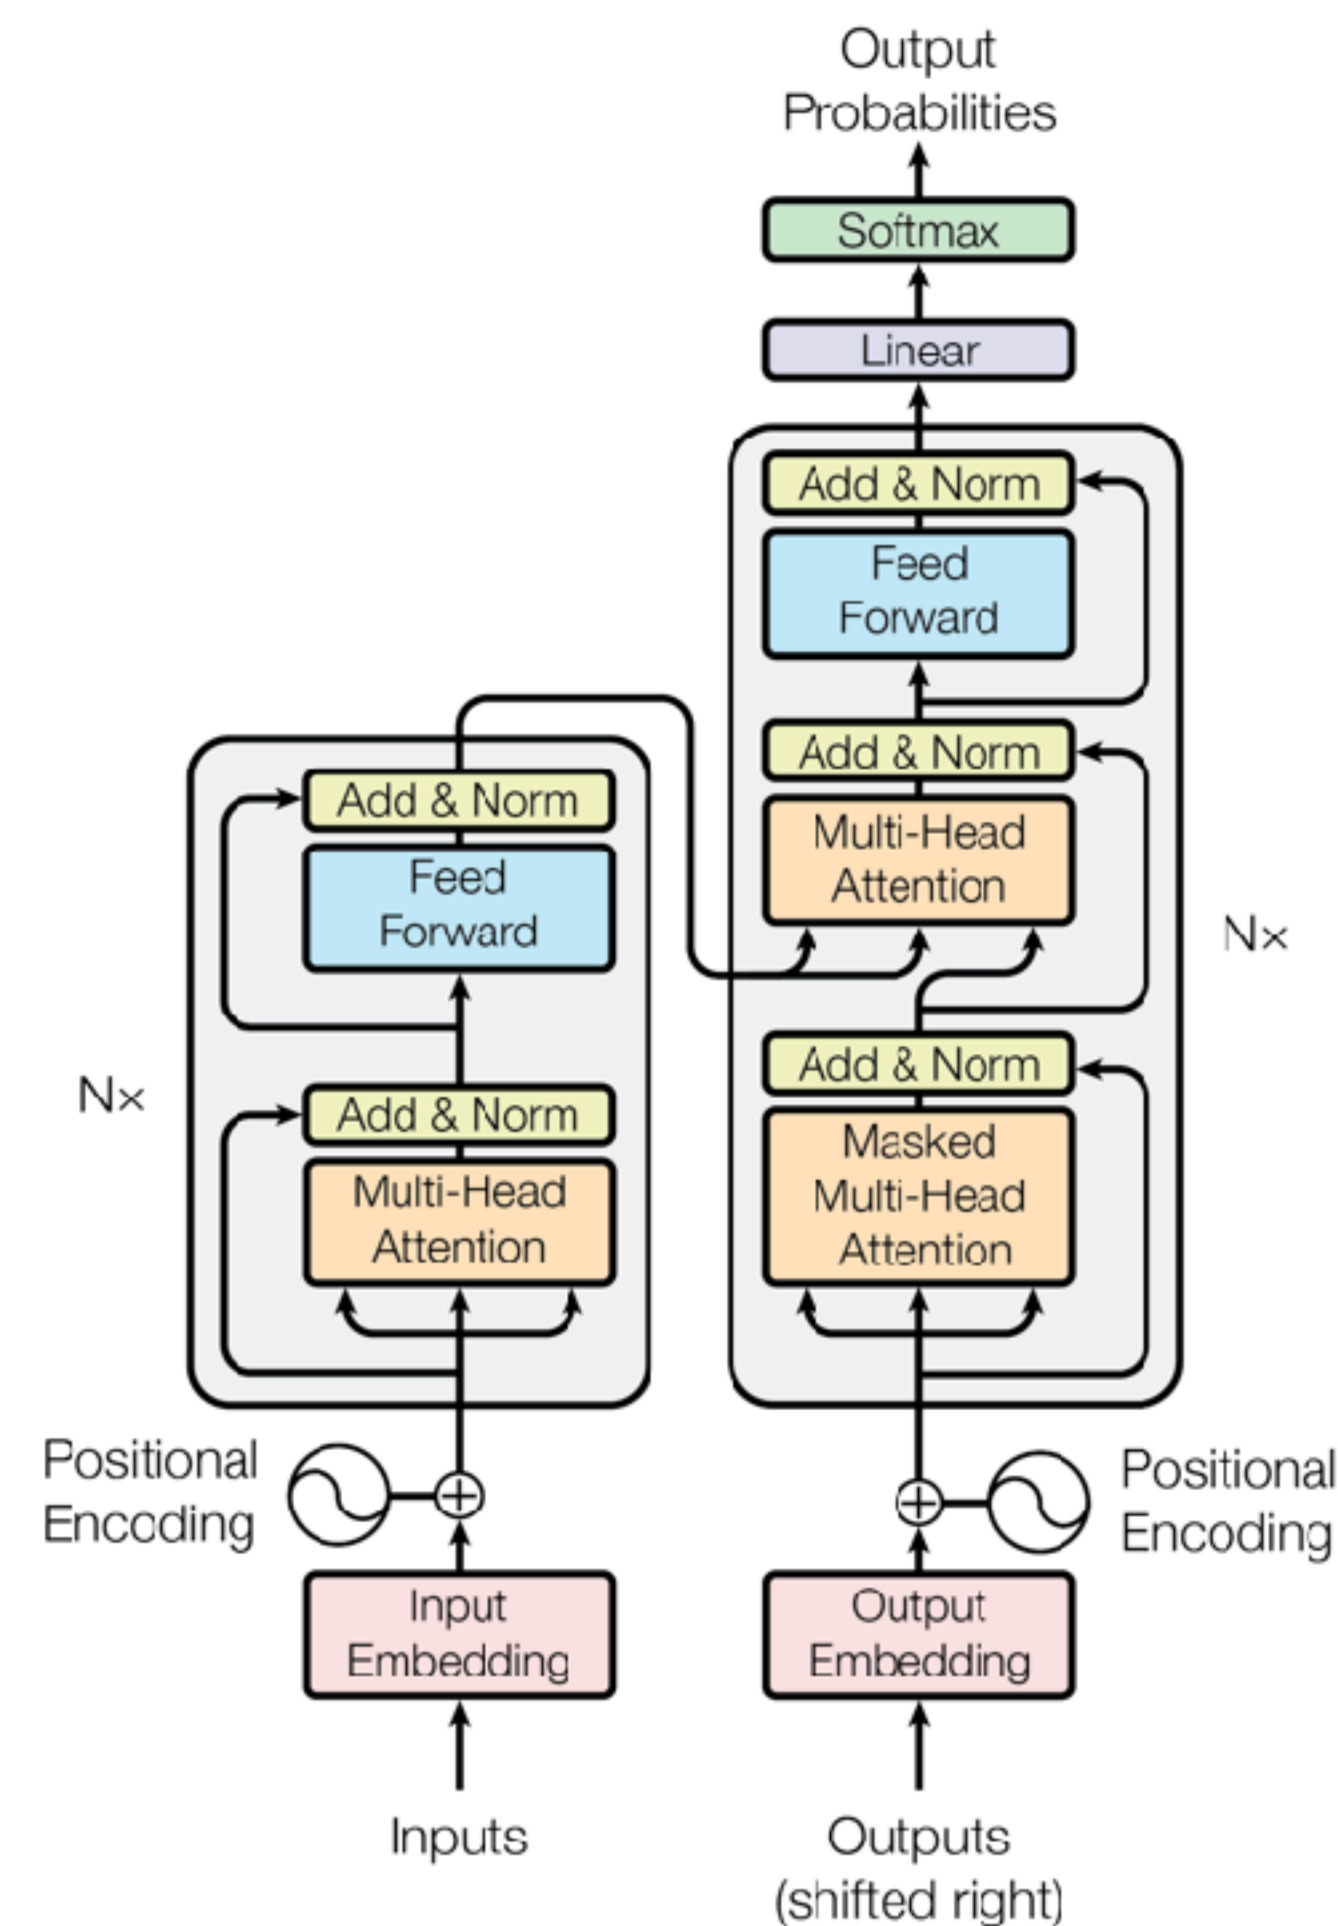 Output
Probabilities
Softmax
Linear
Add & Norm
Feed
Forward
Add & Norm
Multi-Head
Attention
Nx
Add & Norm
Masked
Multi-Head
Attention
Add & Norm
Feed
Forward
Nx
Add & Norm
Multi-Head
Attention
Positional
Encoding
Positional
Encoding
Input
Embedding
Output
Embedding
Inputs
Outputs
(shifted right)